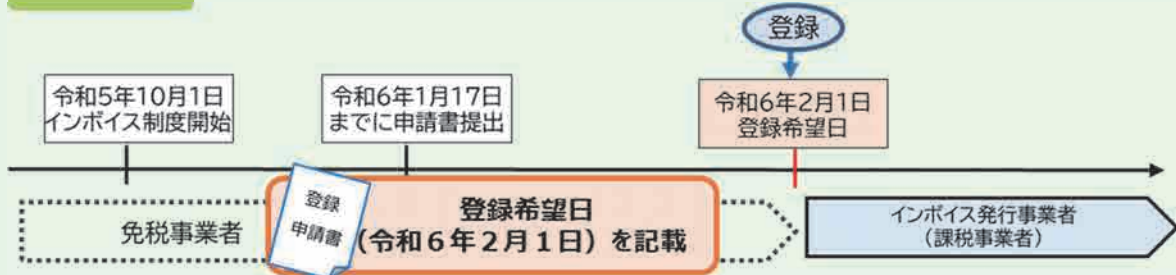 登録
令和5年10月1日
インボイス制度開始
令和6年1月17日
までに申請書提出
令和6年2月1日
登録希望日
免税事業者
登録
申請書
登録希望日
(令和6年2月1日)を記載
インボイス発行事業者
(課税事業者)